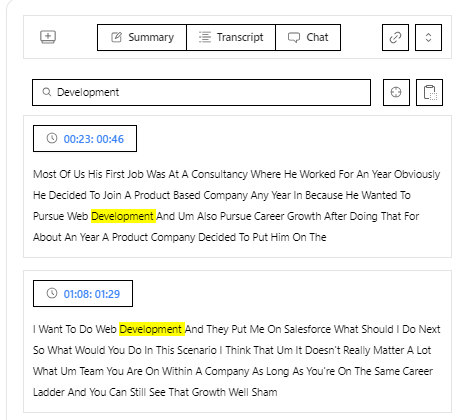 Summary Transcript Chat
Development
00:23: 00:46
Most Of Us His First Job Was At A Consultancy Where He Worked For An Year Obviously
He Decided To Join A Product Based Company Any Year In Because He Wanted To
Pursue Web Development And Um Also Pursue Career Growth After Doing That For
About An Year A Product Company Decided To Put Him On The
01:08: 01:29
I Want To Do Web Development And They Put Me On Salesforce What Should I Do Next
So What Would You Do In This Scenario I Think That Um It Doesn't Really Matter A Lot
What Um Team You Are On Within A Company As Long As You're On The Same Career
Ladder And You Can Still See That Growth Well Sham